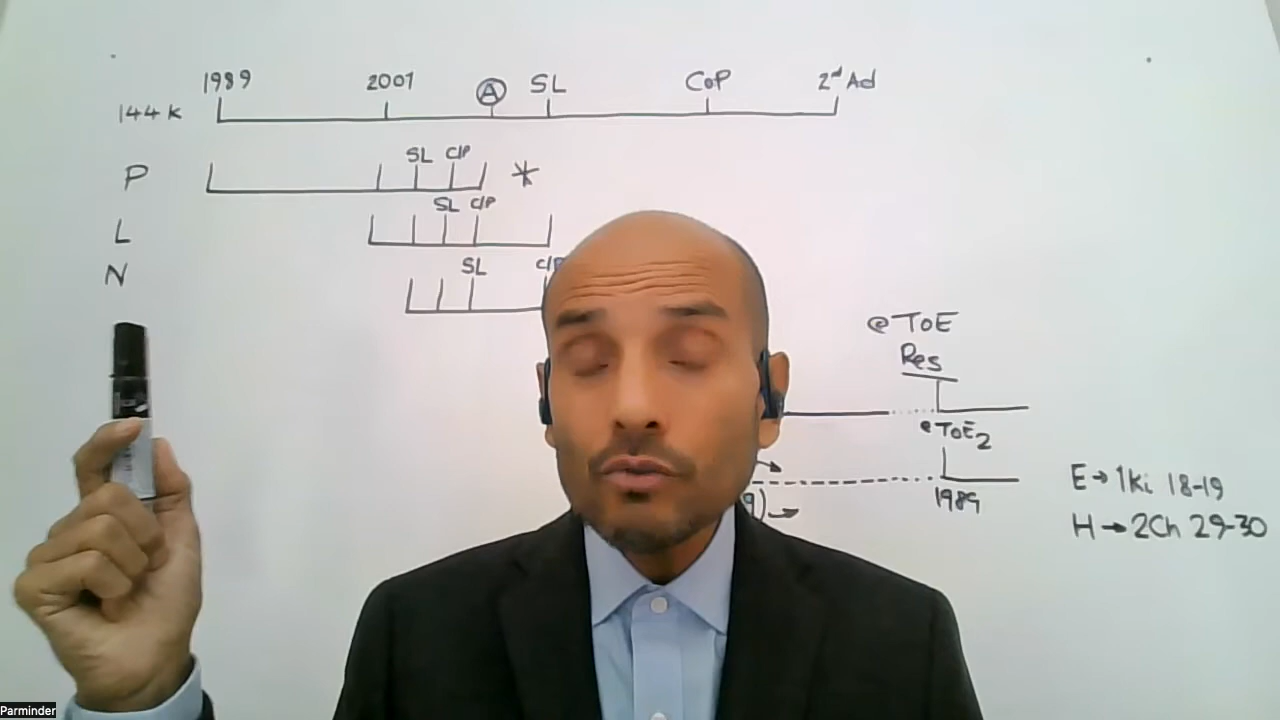 1989 2001 A SL CoP 2nd Ad
144k
SL C/P
P *
SL C/P
L
SL C/P
N
@ToE
Res
@ToE2
1989
E→1Ki 18-19
H→2Ch 29-30
Parminder